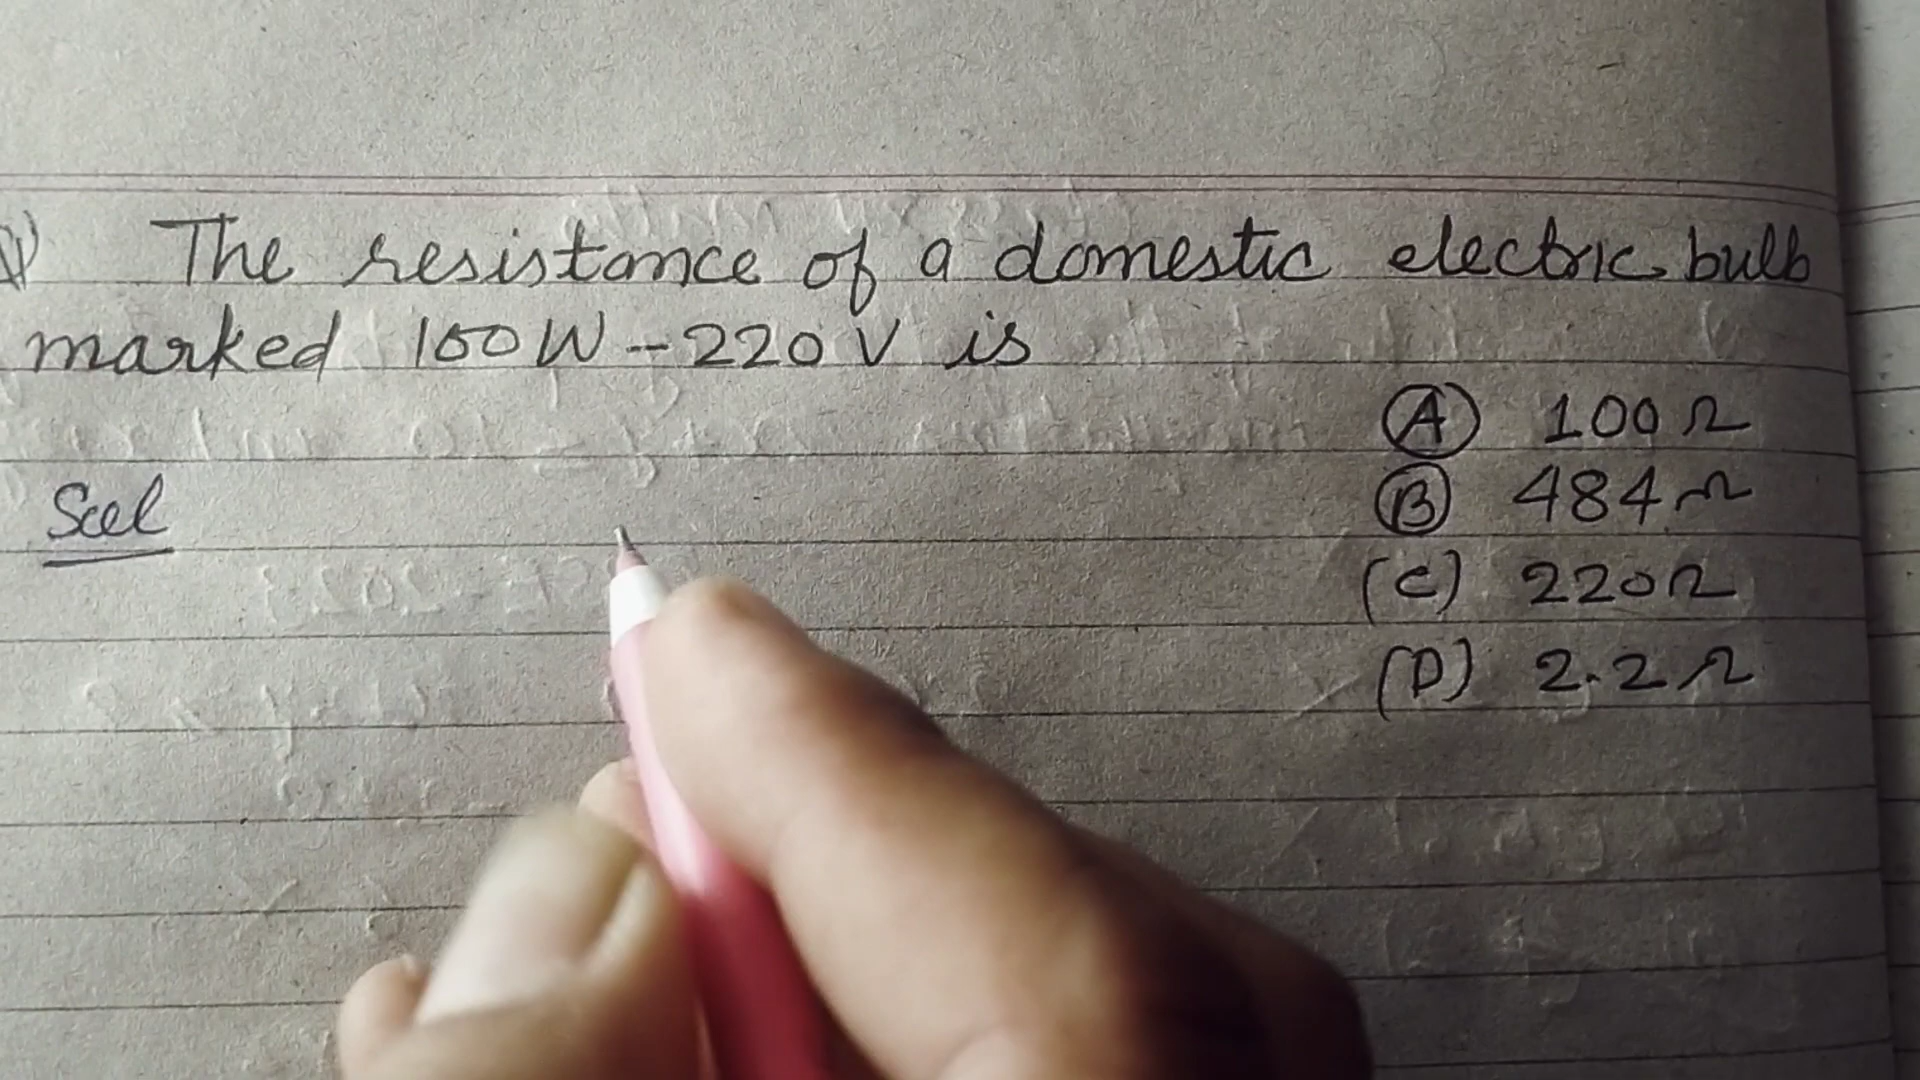 The resistance of a domestic electric bulb
marked 100W - 220V is
Ⓐ 100Ω
Ⓑ 484Ω
Sol
(C) 220Ω
(D) 2.2Ω